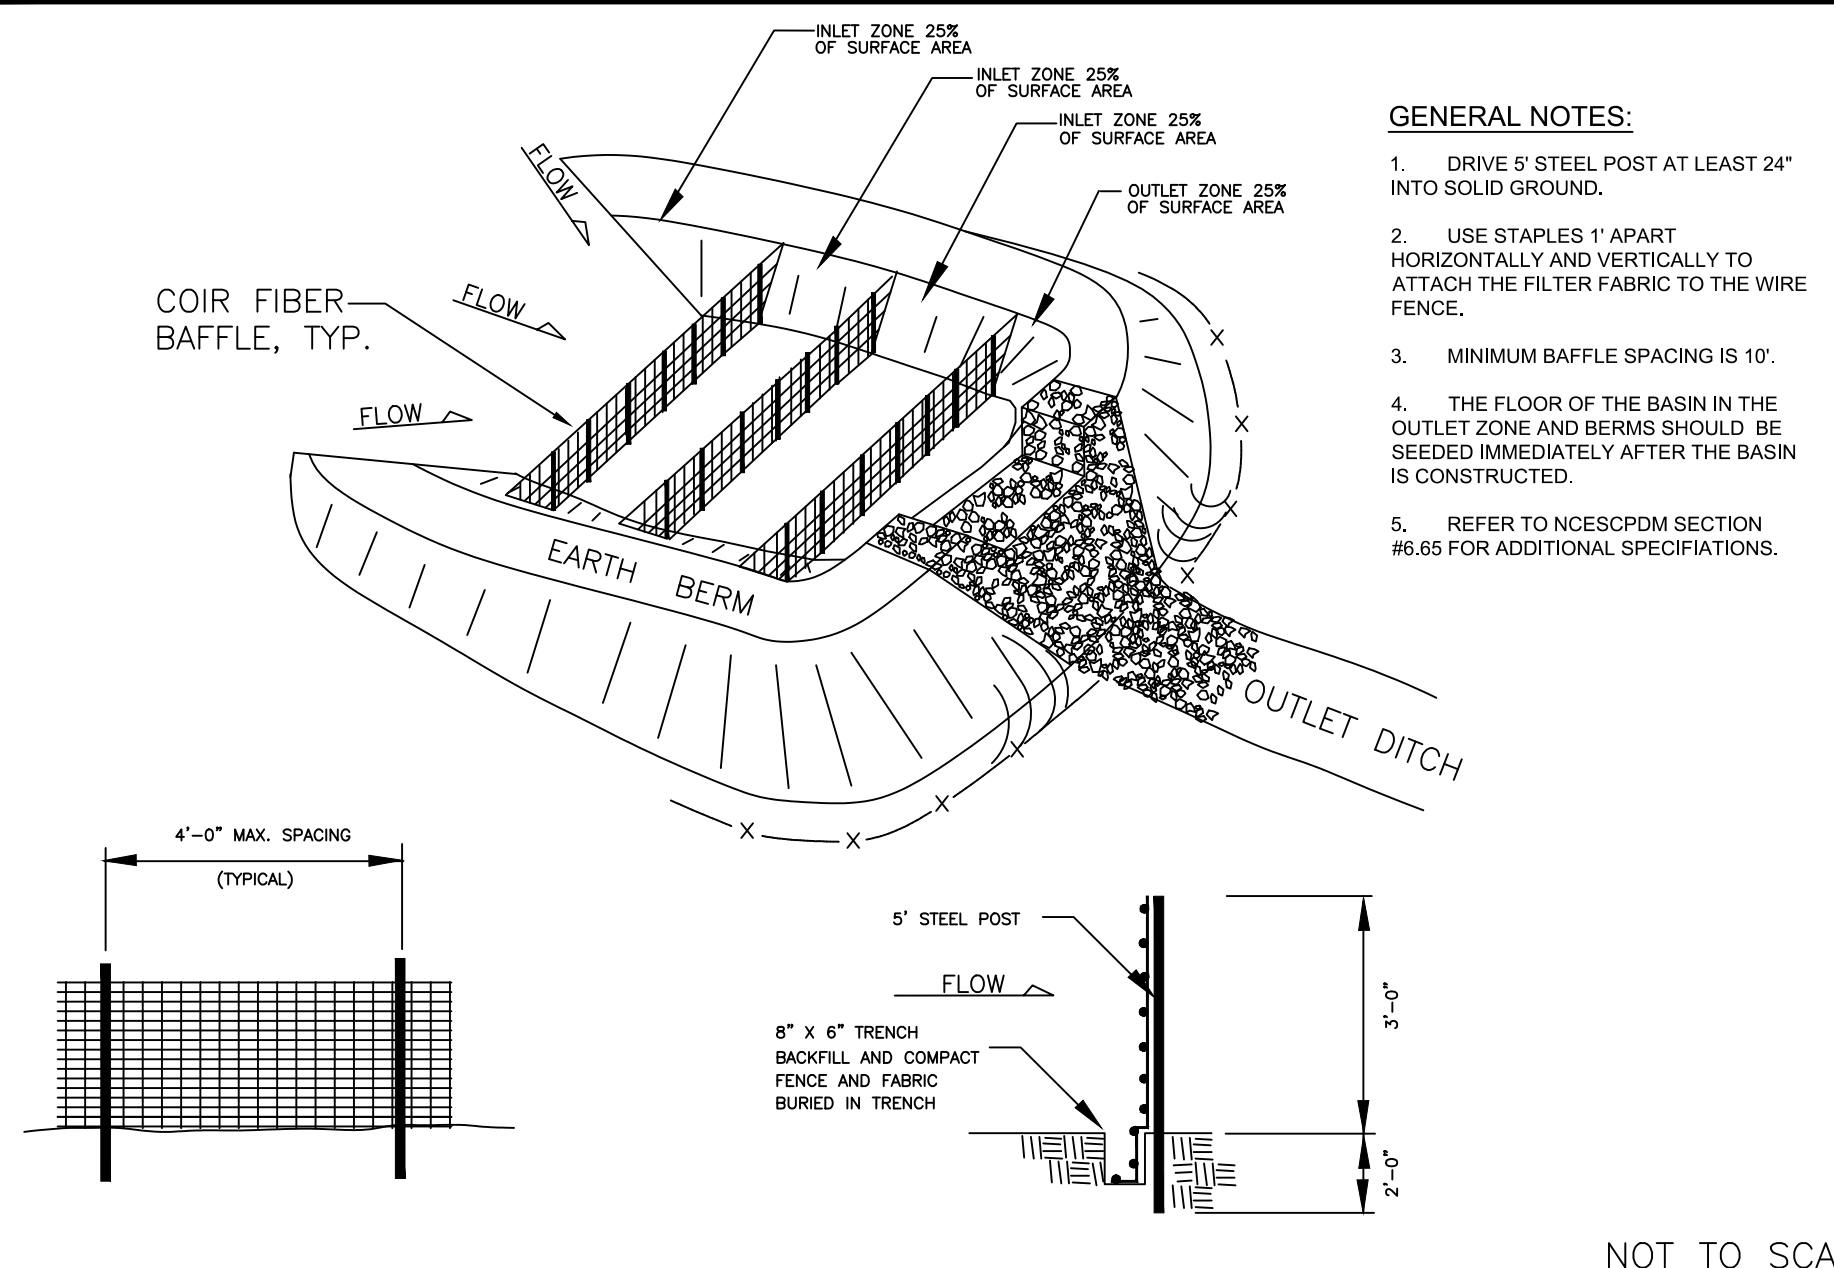 INLET ZONE 25%
OF SURFACE AREA
INLET ZONE 25%
OF SURFACE AREA
INLET ZONE 25%
OF SURFACE AREA
OUTLET ZONE 25%
OF SURFACE AREA
FLOW
FLOW
FLOW
COIR FIBER
BAFFLE, TYP.
EARTH BERM
OUTLET DITCH
X
X
X
X
X
X
X
X
GENERAL NOTES:
1. DRIVE 5' STEEL POST AT LEAST 24"
INTO SOLID GROUND.
2. USE STAPLES 1' APART
HORIZONTALLY AND VERTICALLY TO
ATTACH THE FILTER FABRIC TO THE WIRE
FENCE.
3. MINIMUM BAFFLE SPACING IS 10'.
4. THE FLOOR OF THE BASIN IN THE
OUTLET ZONE AND BERMS SHOULD BE
SEEDED IMMEDIATELY AFTER THE BASIN
IS CONSTRUCTED.
5. REFER TO NCESCPDM SECTION
#6.65 FOR ADDITIONAL SPECIFIATIONS.
4'-0" MAX. SPACING
(TYPICAL)
5' STEEL POST
FLOW
8" X 6" TRENCH
BACKFILL AND COMPACT
FENCE AND FABRIC
BURIED IN TRENCH
3'-0"
2'-0"
NOT TO SCA